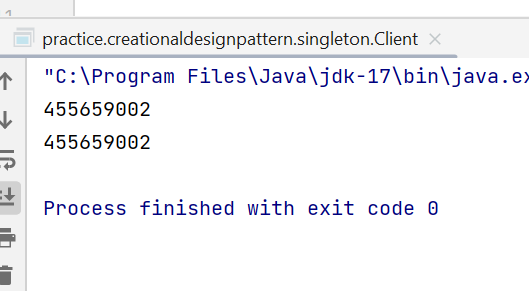 practice.creationaldesignpattern.singleton.Client
"C:\Program Files\Java\jdk-17\bin\java.ex
455659002
455659002
Process finished with exit code 0